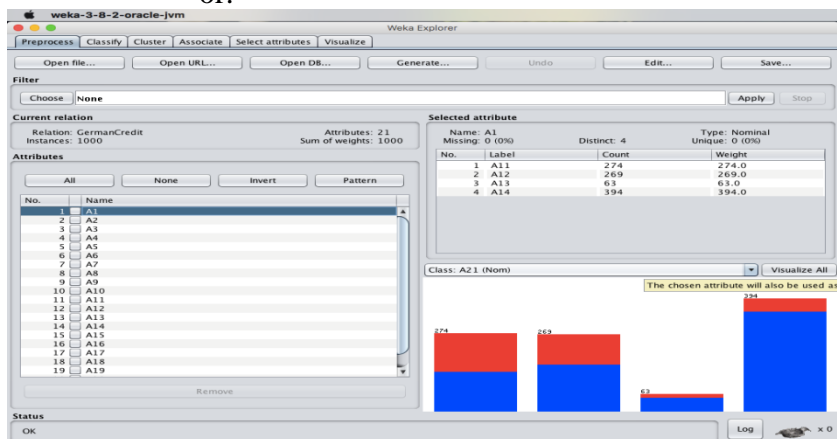 or:
weka-3-8-2-oracle-jvm
Weka Explorer
Preprocess Classify Cluster Associate Select attributes Visualize
Open file... Open URL... Open DB... Generate... Undo Edit... Save...
Filter
Choose None Apply Stop
Current relation
Relation: GermanCredit Attributes: 21
Instances: 1000 Sum of weights: 1000
Attributes
All None Invert Pattern
No. Name
1 A1
2 A2
3 A3
4 A4
5 A5
6 A6
7 A7
8 A8
9 A9
10 A10
11 A11
12 A12
13 A13
14 A14
15 A15
16 A16
17 A17
18 A18
19 A19
Remove
Selected attribute
Name: A1 Type: Nominal
Missing: 0 (0%) Distinct: 4 Unique: 0 (0%)
No. Label Count Weight
1 A11 274 274.0
2 A12 269 269.0
3 A13 63 63.0
4 A14 394 394.0
Class: A21 (Nom) Visualize All
The chosen attribute will also be used as
274 269 63 394
Status
OK Log x 0